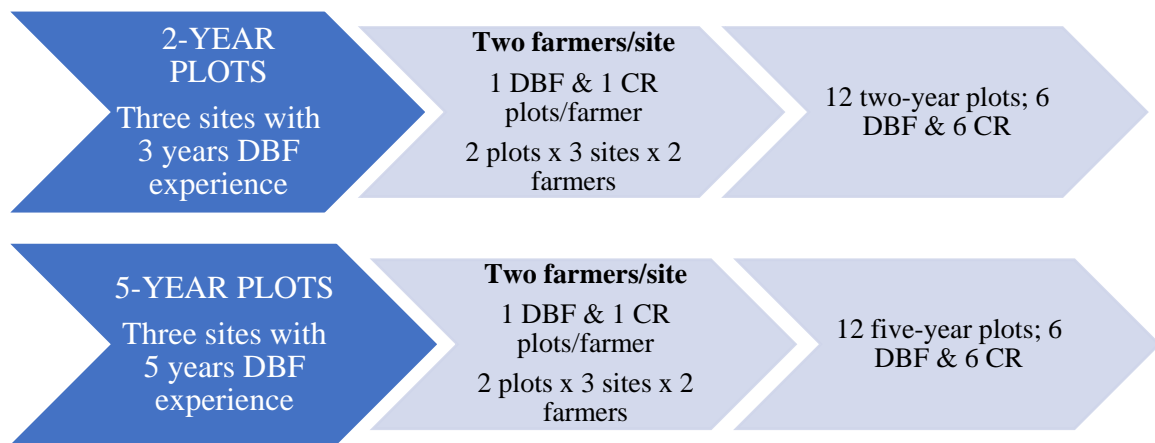 2-YEAR
PLOTS
Three sites with
3 years DBF
experience
Two farmers/site
1 DBF & 1 CR
plots/farmer
2 plots x 3 sites x 2
farmers
12 two-year plots; 6
DBF & 6 CR
5-YEAR PLOTS
Three sites with
5 years DBF
experience
Two farmers/site
1 DBF & 1 CR
plots/farmer
2 plots x 3 sites x 2
farmers
12 five-year plots; 6
DBF & 6 CR